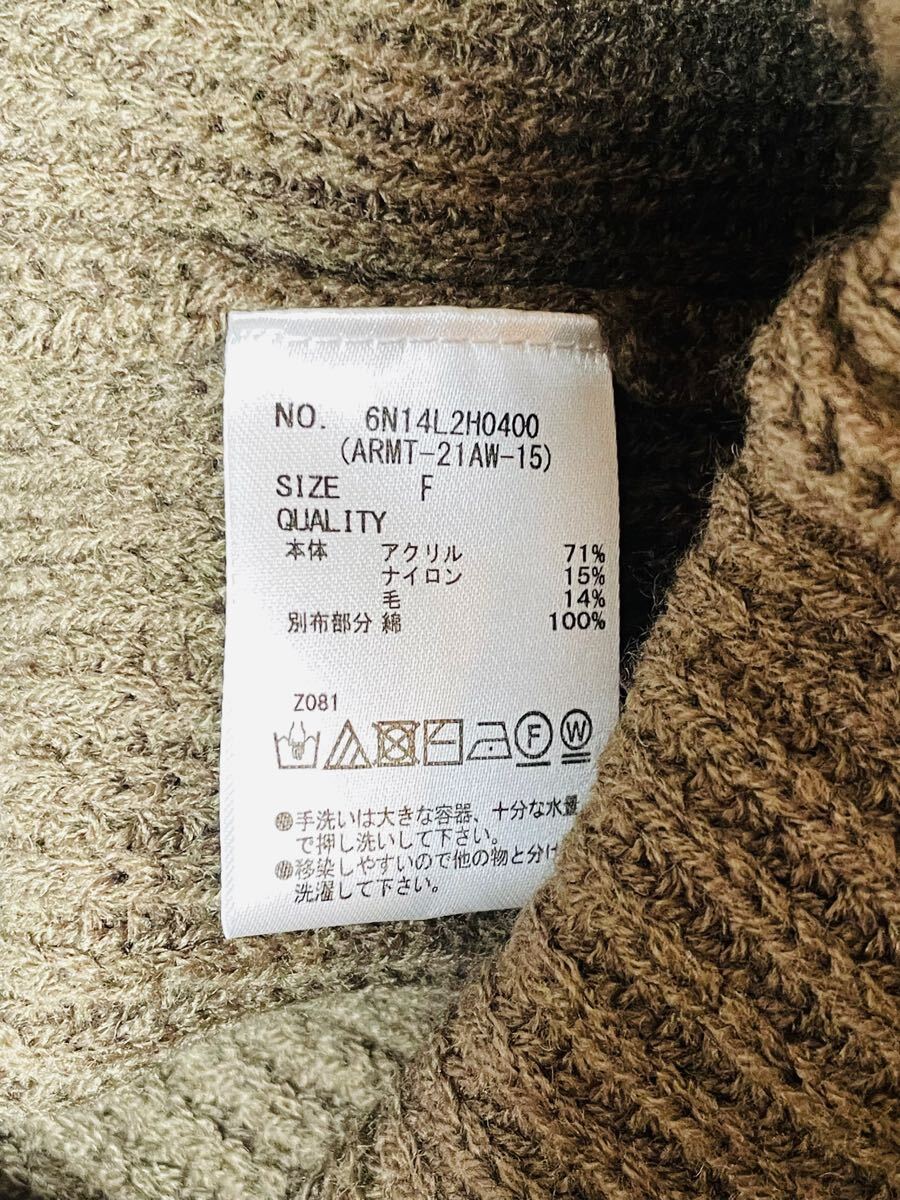 NO. 6N14L2H0400
(ARMT-21AW-15)
SIZE F
QUALITY
本体 アクリル 71%
ナイロン 15%
毛 14%
別布部分 綿 100%
Z081
F W
●手洗いは大きな容器、十分な水量
で押し洗いして下さい。
●移染しやすいので他の物と分け
洗濯して下さい。